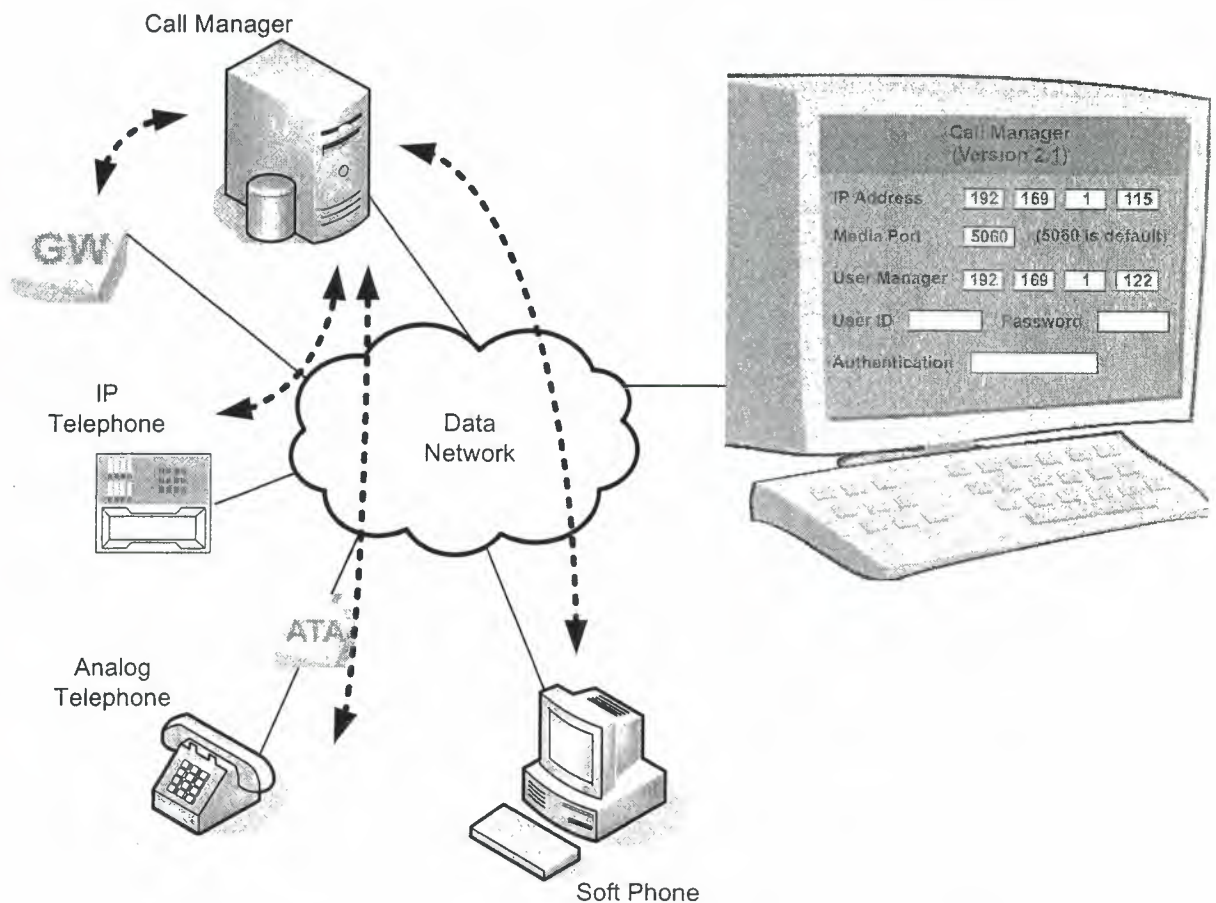 Call Manager
GW
IP
Telephone
Data
Network
ATA
Analog
Telephone
Soft Phone
Call Manager
(Version 2.1)
IP Address 192 169 1 115
Media Port 5060 (5060 is default)
User Manager 192 169 1 122
User ID Password
Authentication